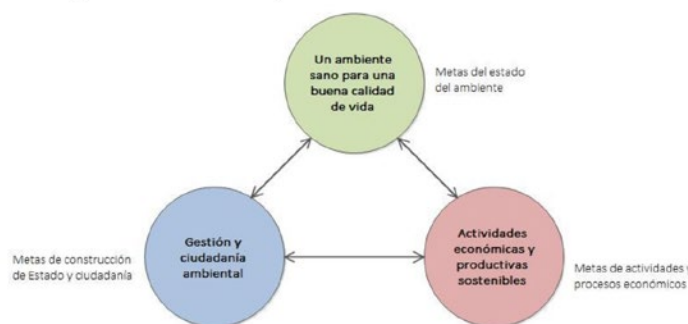 Un ambiente
sano para una
buena calidad
de vida
Metas del estado
del ambiente
Gestión y
ciudadanía
ambiental
Metas de construcción
de Estado y ciudadanía
Actividades
económicas y
productivas
sostenibles
Metas de actividades y
procesos económicos